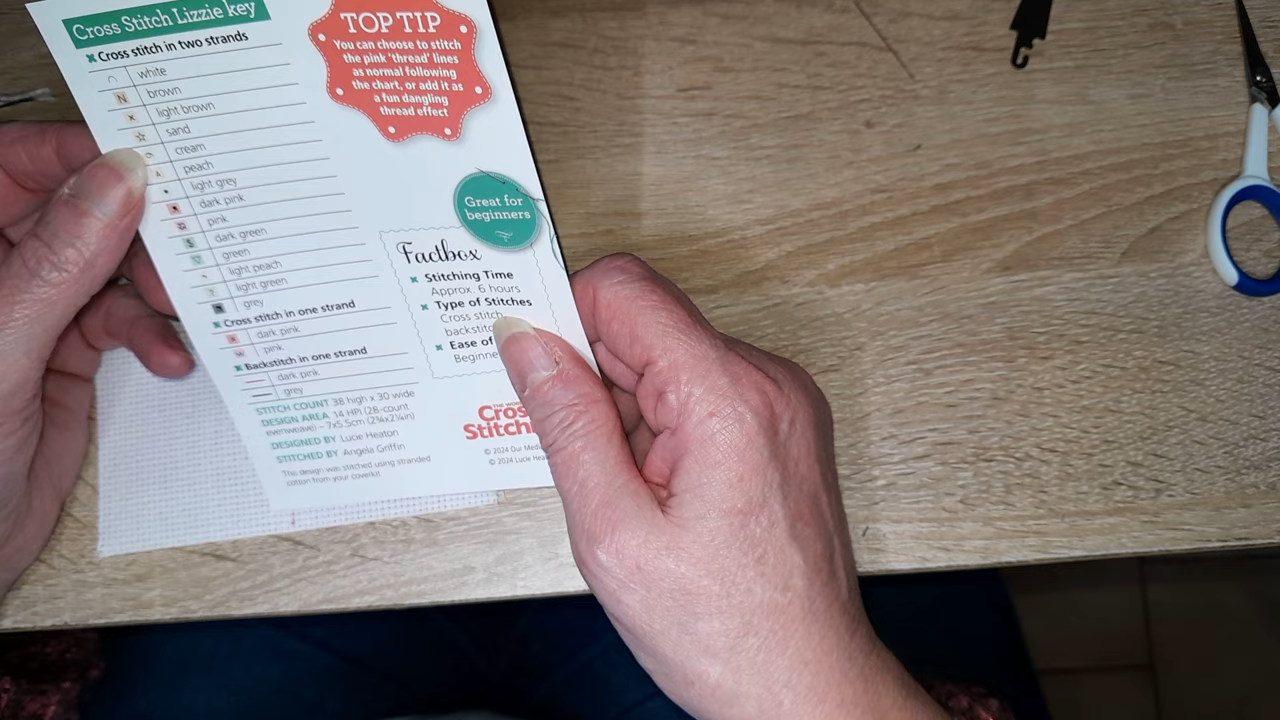 Cross Stitch Lizzie key
Cross stitch in two strands
white
N brown
light brown
sand
cream
peach
light grey
dark pink
pink
dark green
green
light peach
light green
grey
Cross stitch in one strand
dark pink
pink
Backstitch in one strand
dark pink
grey
STITCH COUNT 38 high x 30 wide
DESIGN AREA 14 HPI (28-count
evenweave) – 7x5.5cm (2¾x2¼in)
DESIGNED BY Lucie Heaton
STITCHED BY Angela Griffin
This design was stitched using stranded
cotton from your coverkit
TOP TIP
You can choose to stitch
the pink 'thread' lines
as normal following
the chart, or add it as
a fun dangling
thread effect
Great for
beginners
Factbox
Stitching Time
Approx. 6 hours
Type of Stitches
Cross stitch
Ease of
THE
Cros
Stitch
© 2024 Our
© 2024 Lucie